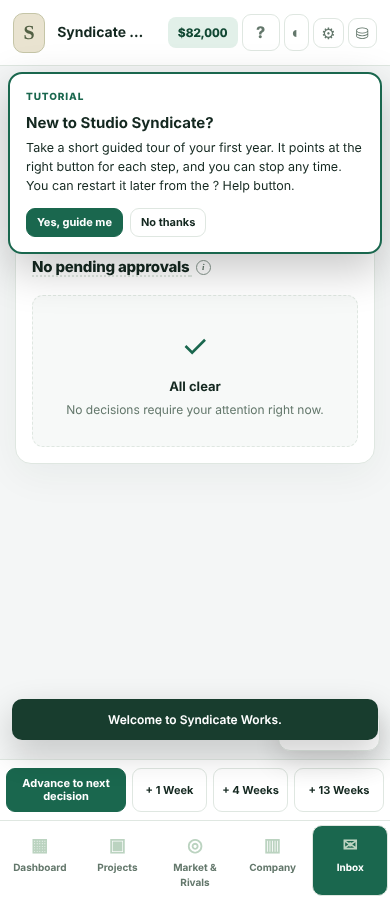 S Syndicate ... $82,000 ?
TUTORIAL
New to Studio Syndicate?
Take a short guided tour of your first year. It points at the
right button for each step, and you can stop any time.
You can restart it later from the ? Help button.
Yes, guide me No thanks
No pending approvals i
All clear
No decisions require your attention right now.
Welcome to Syndicate Works.
Advance to next
decision
+ 1 Week
+ 4 Weeks
+ 13 Weeks
Dashboard
Projects
Market &
Rivals
Company
Inbox